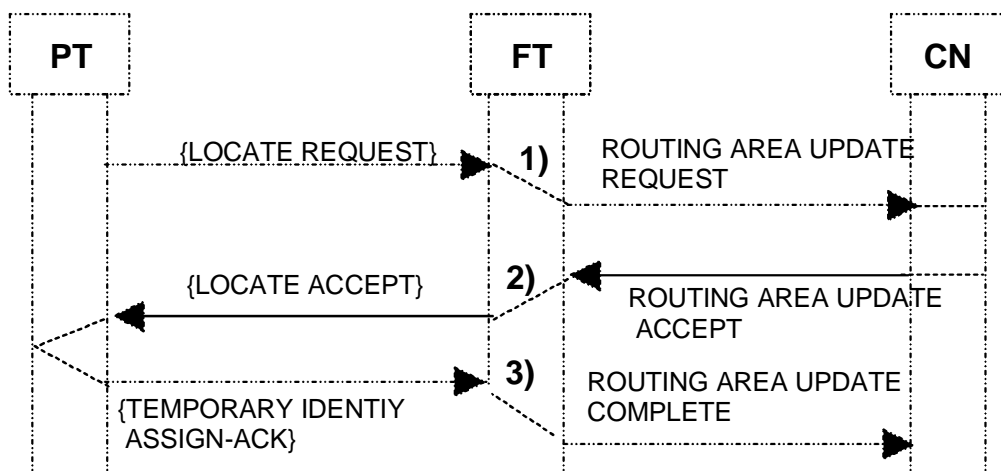 PT
FT
CN
{LOCATE REQUEST}
1)
ROUTING AREA UPDATE
REQUEST
{LOCATE ACCEPT}
2)
ROUTING AREA UPDATE
ACCEPT
3)
ROUTING AREA UPDATE
COMPLETE
{TEMPORARY IDENTIY
ASSIGN-ACK}